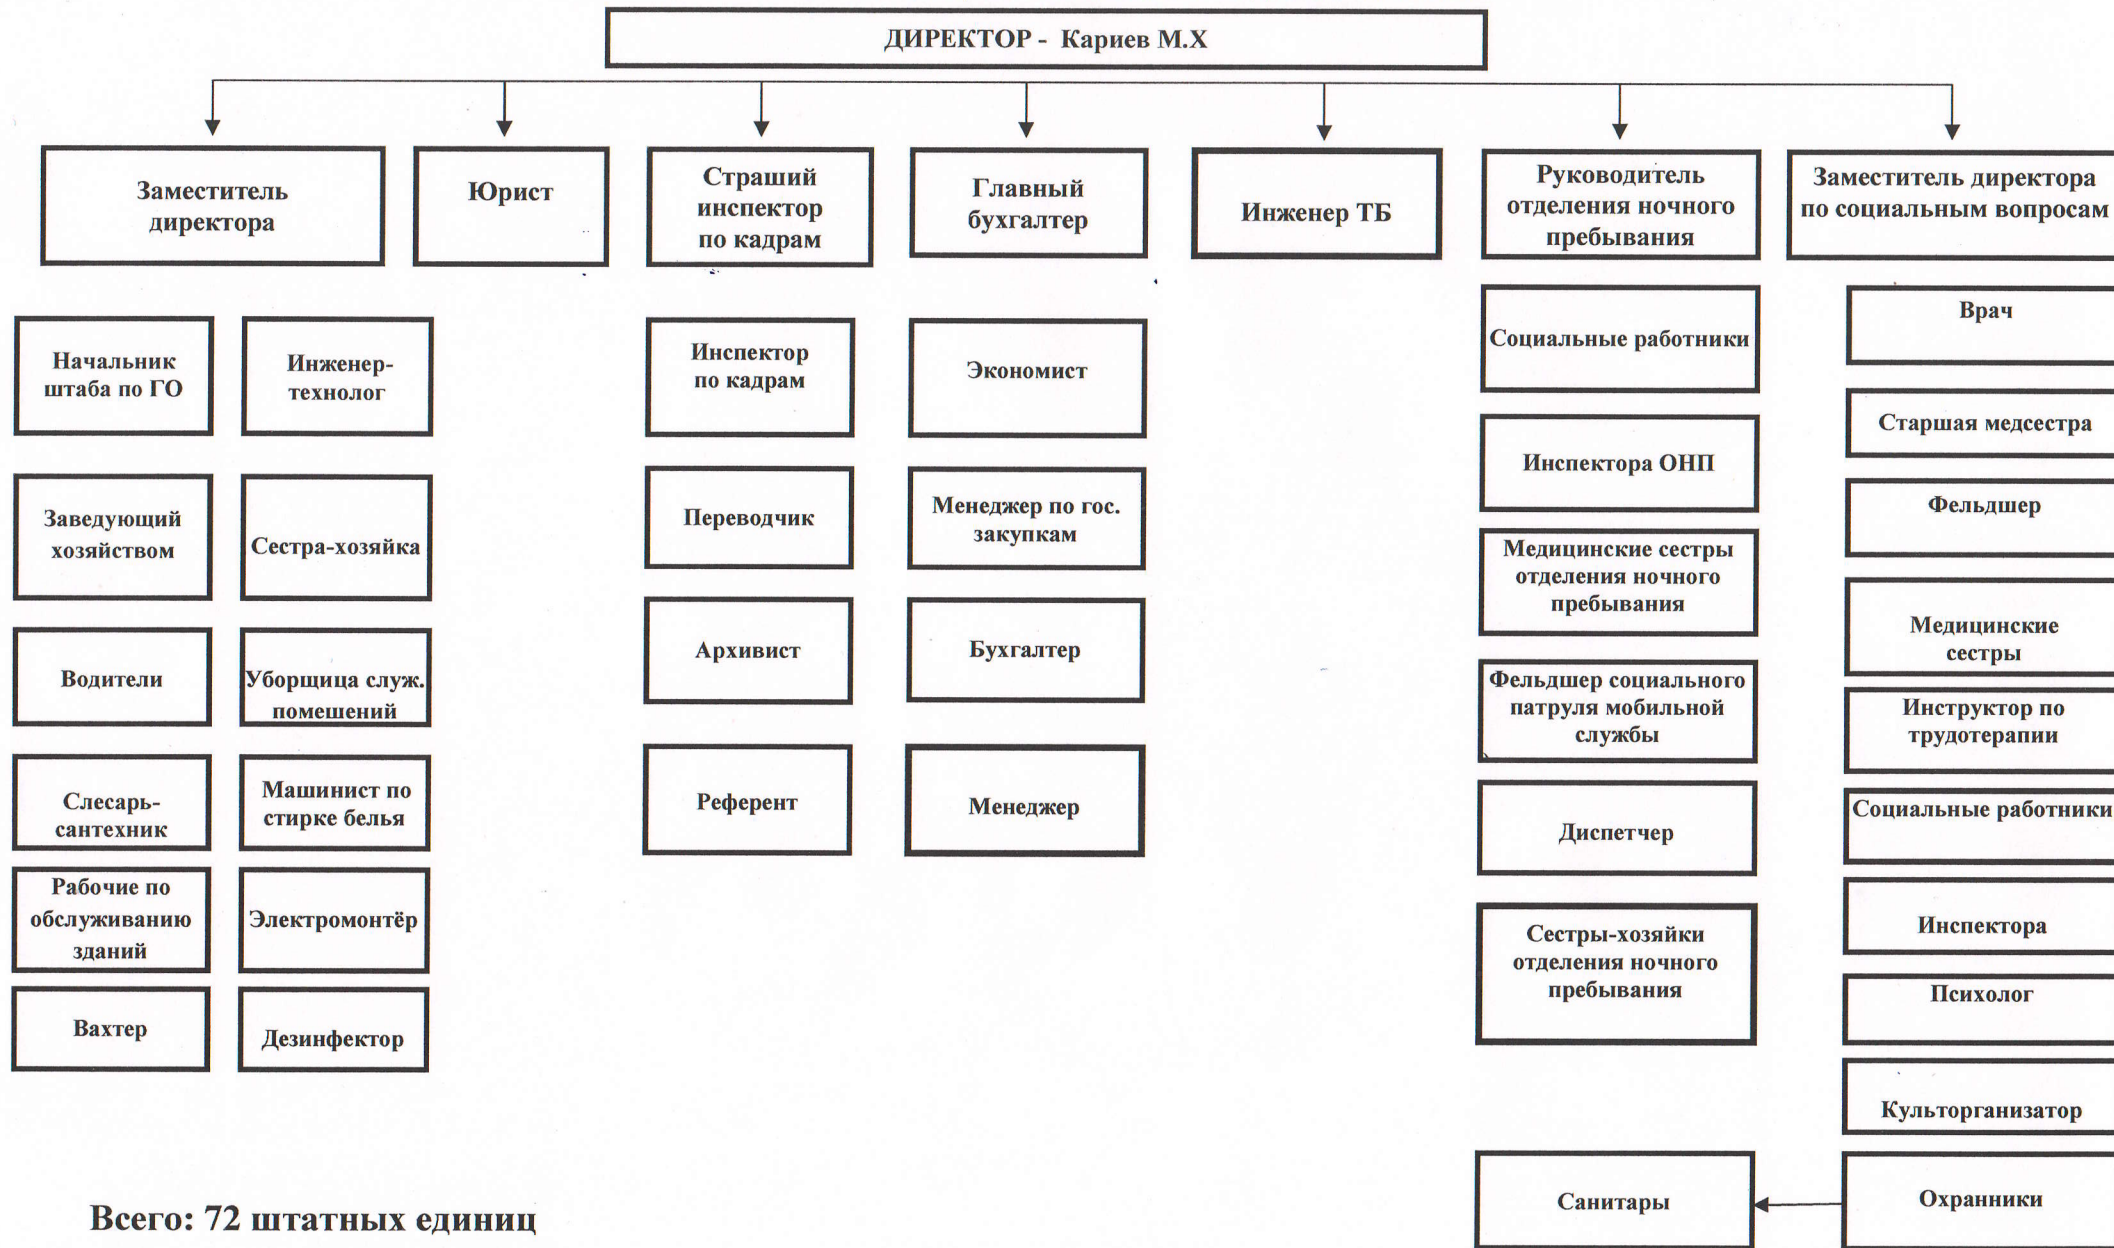 ДИРЕКТОР - Кариев М.Х
Заместитель
директора
Юрист
Страший
инспектор
по кадрам
Главный
бухгалтер
Инженер ТБ
Руководитель
отделения ночного
пребывания
Заместитель директора
по социальным вопросам
Начальник
штаба по ГО
Заведующий
хозяйством
Водители
Слесарь-
сантехник
Рабочие по
обслуживанию
зданий
Вахтер
Инженер-
технолог
Сестра-хозяйка
Уборщица служ.
помешений
Машинист по
стирке белья
Электромонтёр
Дезинфектор
Инспектор
по кадрам
Переводчик
Архивист
Референт
Экономист
Менеджер по гос.
закупкам
Бухгалтер
Менеджер
Социальные работники
Инспектора ОНП
Медицинские сестры
отделения ночного
пребывания
Фельдшер социального
патруля мобильной
службы
Диспетчер
Сестры-хозяйки
отделения ночного
пребывания
Санитары
Врач
Старшая медсестра
Фельдшер
Медицинские
сестры
Инструктор по
трудотерапии
Социальные работники
Инспектора
Психолог
Культорганизатор
Охранники
Всего: 72 штатных единиц